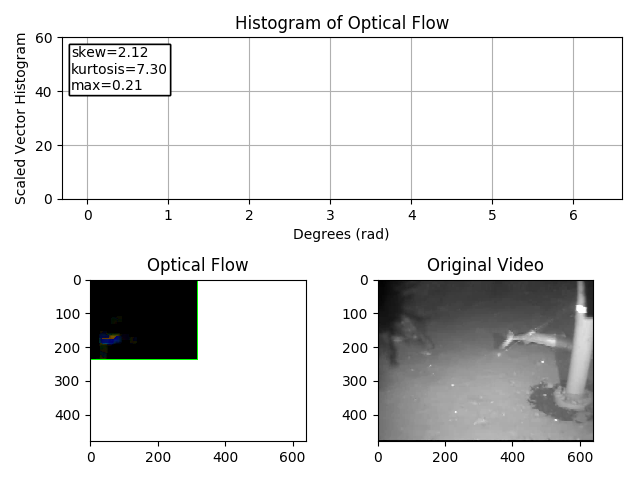 Histogram of Optical Flow
Scaled Vector Histogram
60
40
20
0
skew=2.12
kurtosis=7.30
max=0.21
0 1 2 3 4 5 6
Degrees (rad)
Optical Flow
0
100
200
300
400
0 200 400 600
Original Video
0
100
200
300
400
0 200 400 600